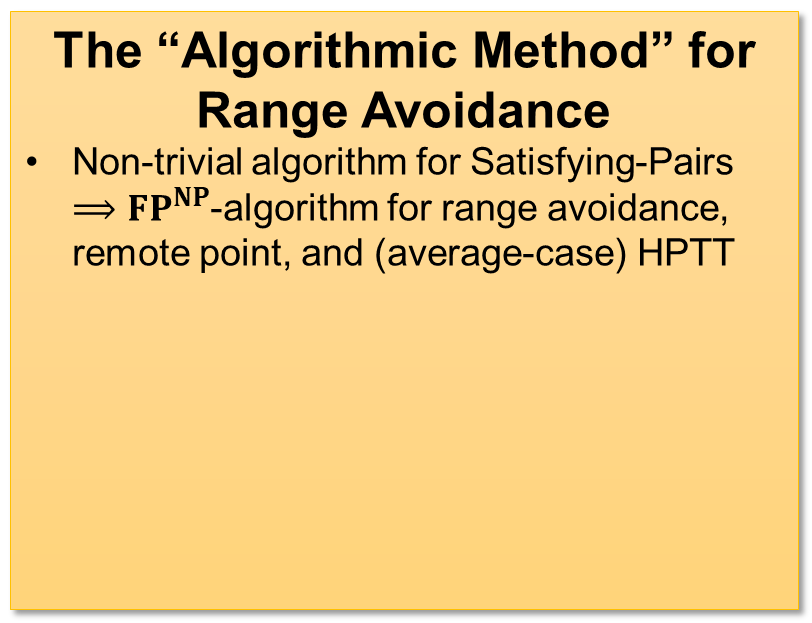 The “Algorithmic Method” for
Range Avoidance
• Non-trivial algorithm for Satisfying-Pairs
⟹ 𝐅𝐏^𝐍𝐏-algorithm for range avoidance,
remote point, and (average-case) HPTT